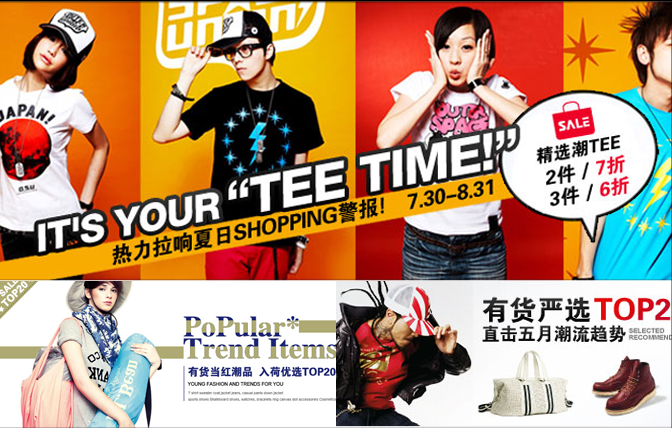 JAPAN!
O.S.U.
OUTTA
SPACE
IT'S YOUR “TEE TIME!”
热力拉响夏日SHOPPING警报! 7.30-8.31
SALE
精选潮TEE
2件 / 7折
3件 / 6折
SALE
TOP20
PoPular*
Trend Items
有货当红潮品 入荷优选TOP20
YOUNG FASHION AND TRENDS FOR YOU
有货严选TOP2
直击五月潮流趋势
SELECTED
RECOMMEND